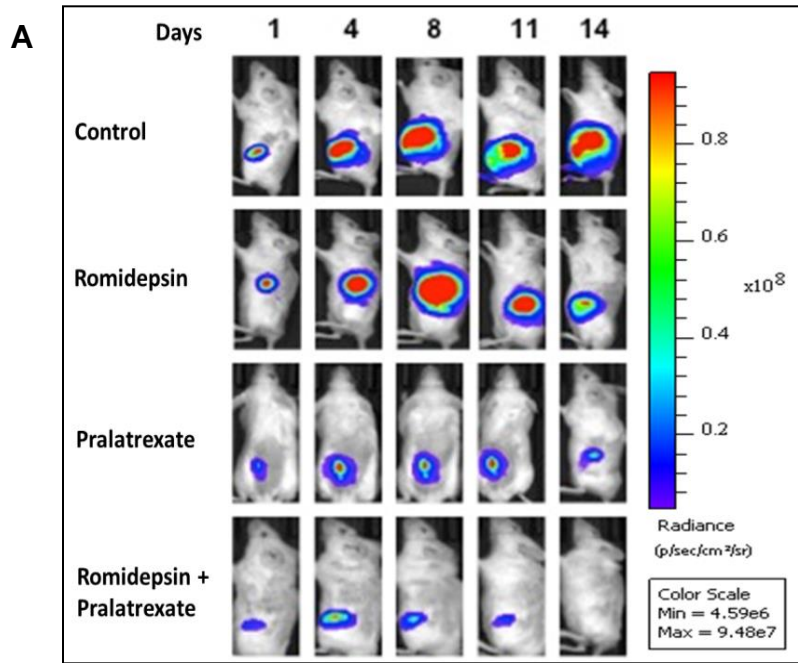 A
Days 1 4 8 11 14
Control
Romidepsin
Pralatrexate
Romidepsin +
Pralatrexate
0.8
0.6
x10⁸
0.4
0.2
Radiance
(p/sec/cm²/sr)
Color Scale
Min = 4.59e6
Max = 9.48e7